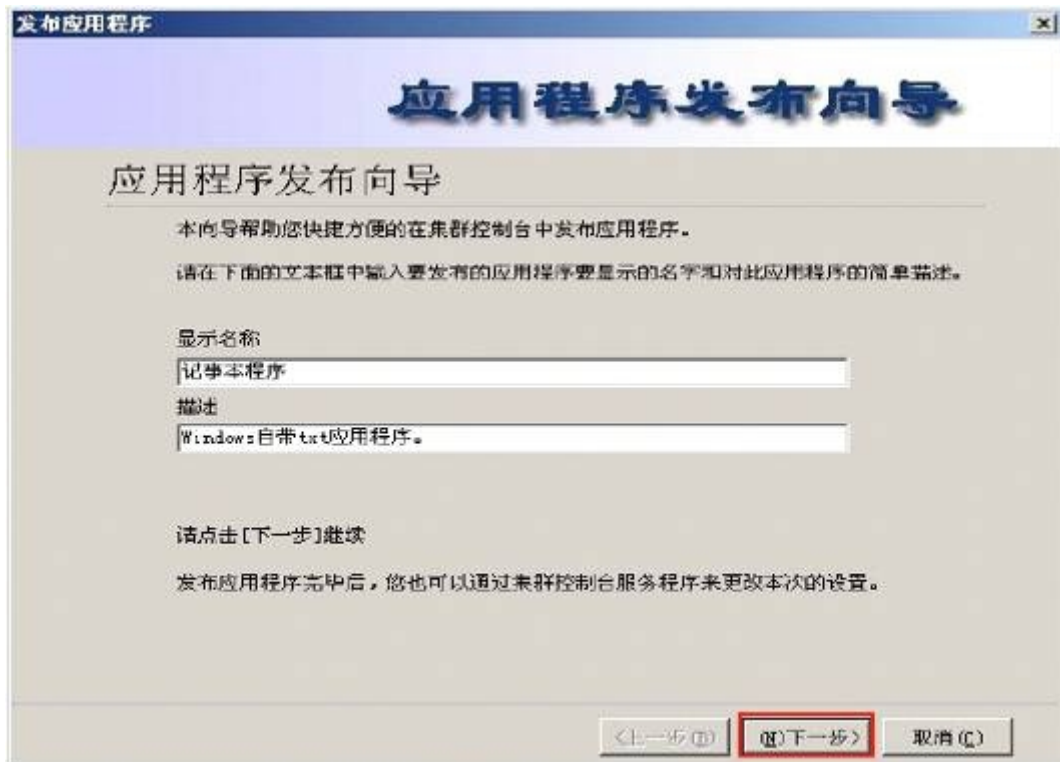 发布应用程序
应用程序发布向导
应用程序发布向导
本向导帮助您快捷方便的在集群控制台中发布应用程序。
请在下面的文本框中输入要发布的应用程序要显示的名字和对此应用程序的简单描述。
显示名称
记事本程序
描述
Windows自带txt应用程序。
请点击[下一步]继续
发布应用程序完毕后,您也可以通过集群控制台服务程序来更改本次的设置。
<上一步(B) (N)下一步> 取消(C)